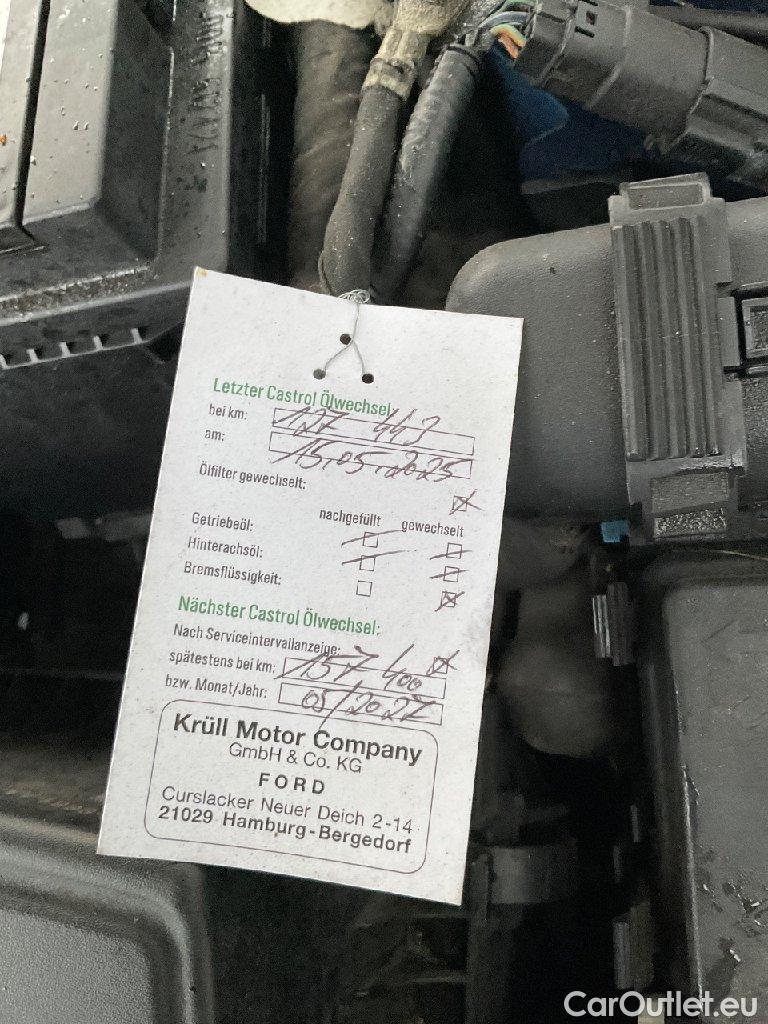 Letzter Castrol Ölwechsel:
bei km: 127 443
am: 15.05.2025
Ölfilter gewechselt:
nachgefüllt gewechselt
Getriebeöl:
Hinterachsöl:
Bremsflüssigkeit:
Nächster Castrol Ölwechsel:
Nach Serviceintervallanzeige:
spätestens bei km: 157 400
bzw. Monat/Jahr: 05/2027
Krüll Motor Company
GmbH & Co. KG
FORD
Curslacker Neuer Deich 2-14
21029 Hamburg-Bergedorf
CarOutlet.eu